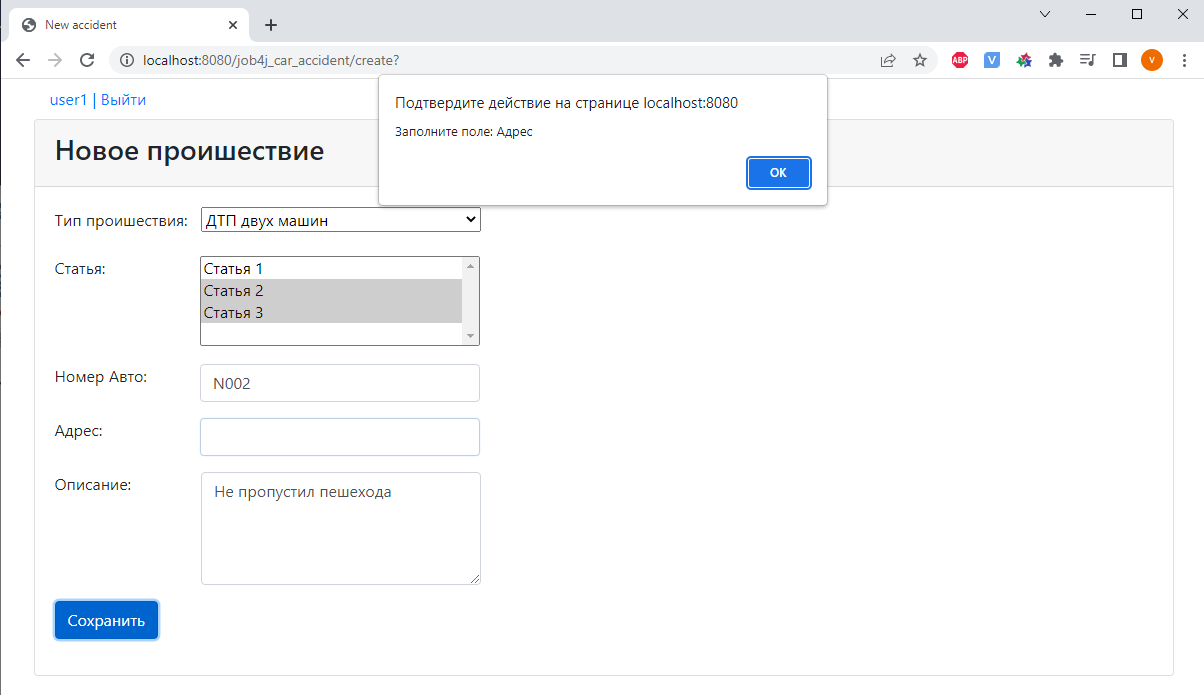 New accident
localhost:8080/job4j_car_accident/create?
ABP
V
v
user1 | Выйти
Подтвердите действие на странице localhost:8080
Заполните поле: Адрес
ОК
Новое проишествие
Тип проишествия:
ДТП двух машин
Статья:
Статья 1
Статья 2
Статья 3
Номер Авто:
N002
Адрес:
Описание:
Не пропустил пешехода
Сохранить